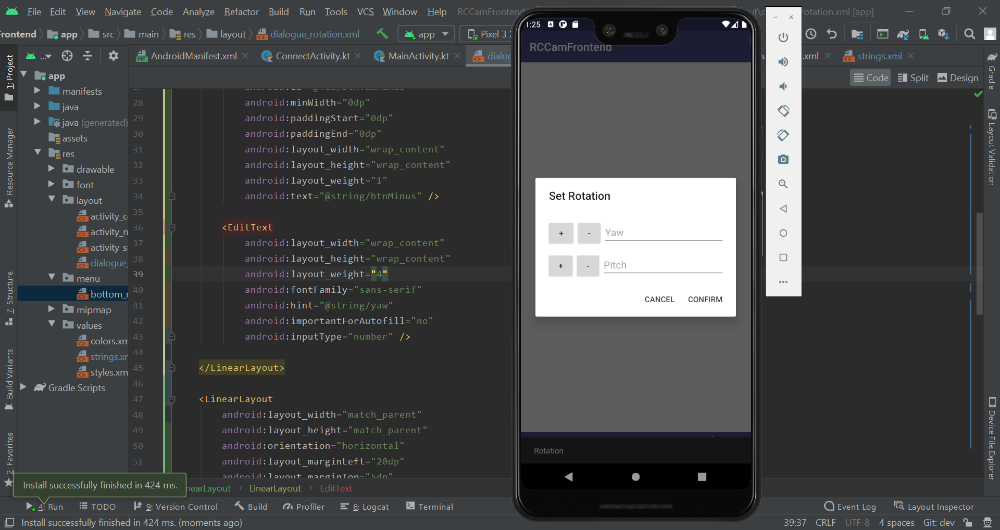 File Edit View Navigate Code Analyze Refactor Build Run Tools VCS Window Help RCCamFrontend rotation.xml [app]
rontend app src main res layout dialogue_rotation.xml app Pixel 3
AndroidManifest.xml ConnectActivity.kt MainActivity.kt dialog .xml strings.xml
Code Split Design
1: Project
Resource Manager
7: Structure
Build Variants
2: Favorites
app
manifests
java
java (generated)
assets
res
drawable
font
layout
activity_c
activity_m
activity_s
dialogue_
menu
bottom_
mipmap
values
colors.xm
strings.x
styles.xm
Gradle Scripts
28 android:minWidth="0dp"
29 android:paddingStart="0dp"
30 android:paddingEnd="0dp"
31 android:layout_width="wrap_content"
32 android:layout_height="wrap_content"
33 android:layout_weight="1"
34 android:text="@string/btnMinus" />
35
36 <EditText
37 android:layout_width="wrap_content"
38 android:layout_height="wrap_content"
39 android:layout_weight="4"
40 android:fontFamily="sans-serif"
41 android:hint="@string/yaw"
42 android:importantForAutofill="no"
43 android:inputType="number" />
44
45 </LinearLayout>
46
47 <LinearLayout
48 android:layout_width="match_parent"
49 android:layout_height="match_parent"
50 android:orientation="horizontal"
51 android:layout_marginLeft="20dp"
android:layout_marginTop="5dp"
1:25
RCCamFrontend
Set Rotation
+ - Yaw
+ - Pitch
CANCEL CONFIRM
Rotation
Gradle
Layout Validation
Device File Explorer
Install successfully finished in 424 ms.
nearLayout LinearLayout EditText
4: Run TODO 9: Version Control Build Profiler 6: Logcat Terminal Event Log Layout Inspector
Install successfully finished in 424 ms. (moments ago) 39:37 CRLF UTF-8 4 spaces Git: dev